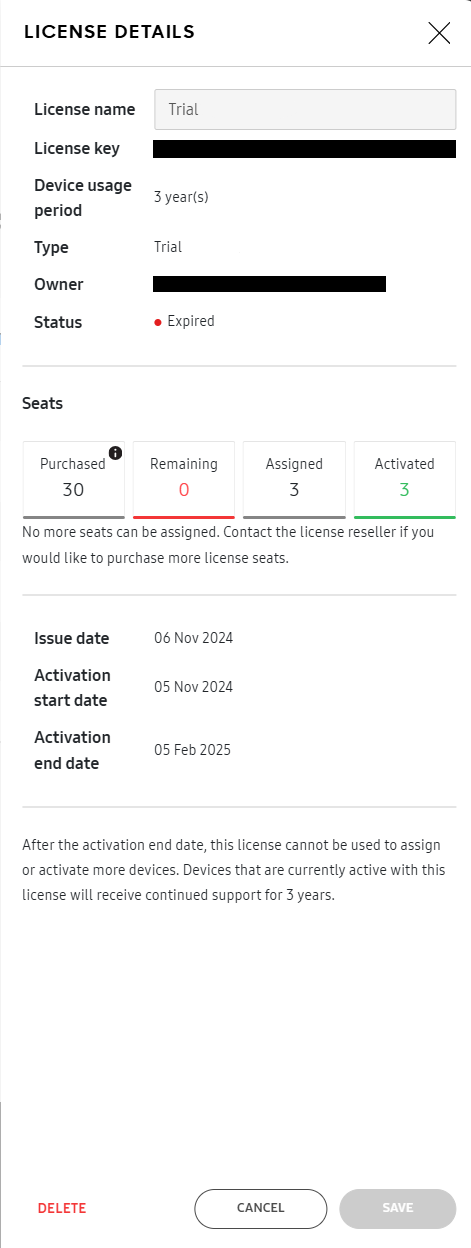 LICENSE DETAILS
License name Trial
License key
Device usage
period
3 year(s)
Type Trial
Owner
Status Expired
Seats
Purchased Remaining Assigned Activated
30 0 3 3
No more seats can be assigned. Contact the license reseller if you
would like to purchase more license seats.
Issue date 06 Nov 2024
Activation
start date
05 Nov 2024
Activation
end date
05 Feb 2025
After the activation end date, this license cannot be used to assign
or activate more devices. Devices that are currently active with this
license will receive continued support for 3 years.
DELETE CANCEL SAVE